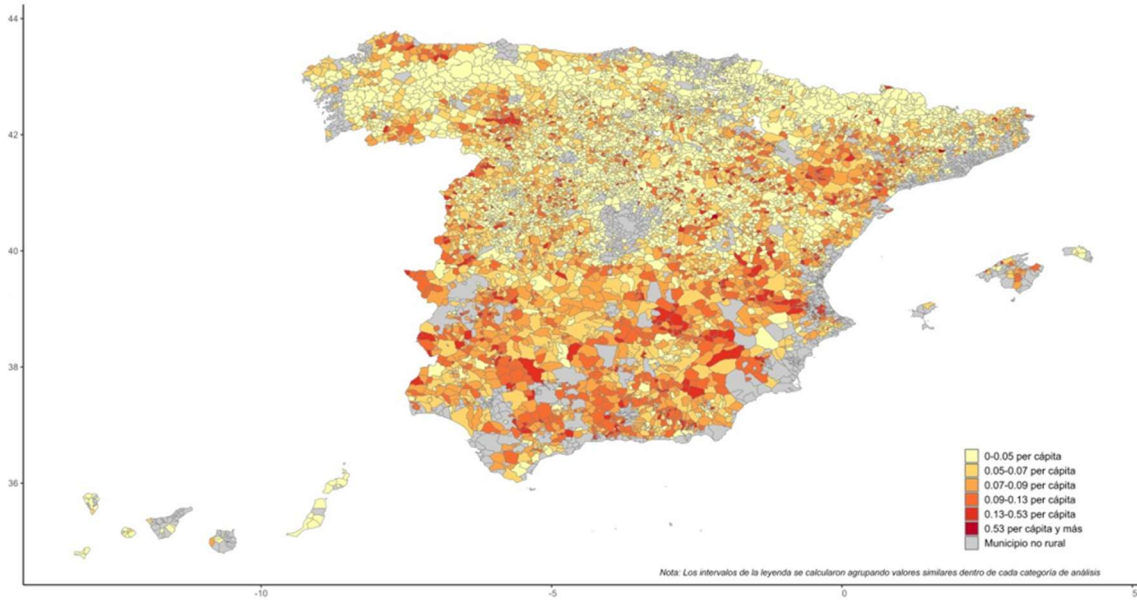 44
42
40
38
36
0-0.05 per cápita
0.05-0.07 per cápita
0.07-0.09 per cápita
0.09-0.13 per cápita
0.13-0.53 per cápita
0.53 per cápita y más
Municipio no rural
Nota: Los intervalos de la leyenda se calcularon agrupando valores similares dentro de cada categoría de análisis
-10
-5
0
5